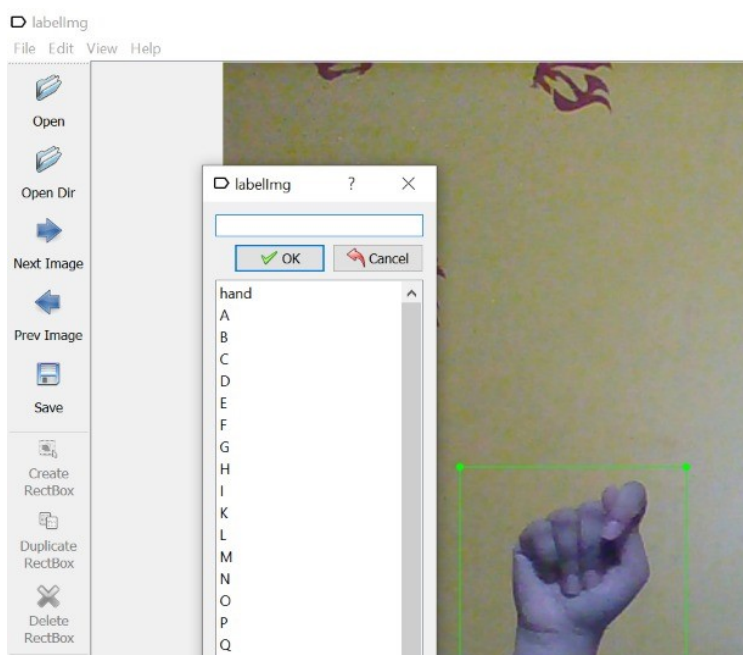 labelImg
File Edit View Help
Open
Open Dir
Next Image
Prev Image
Save
Create
RectBox
Duplicate
RectBox
Delete
RectBox
labelImg ?
OK Cancel
hand
A
B
C
D
E
F
G
H
I
K
L
M
N
O
P
Q